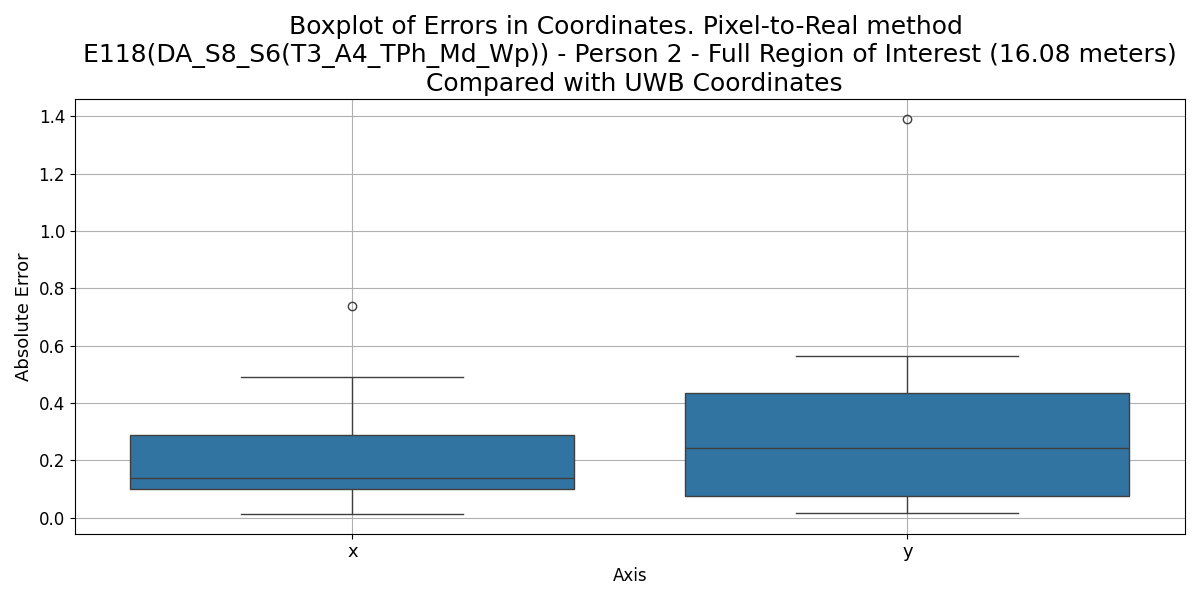 Boxplot of Errors in Coordinates. Pixel-to-Real method
E118(DA_S8_S6(T3_A4_TPh_Md_Wp)) - Person 2 - Full Region of Interest (16.08 meters)
Compared with UWB Coordinates
1.4
1.2
1.0
0.8
0.6
0.4
0.2
0.0
Absolute Error
x
y
Axis